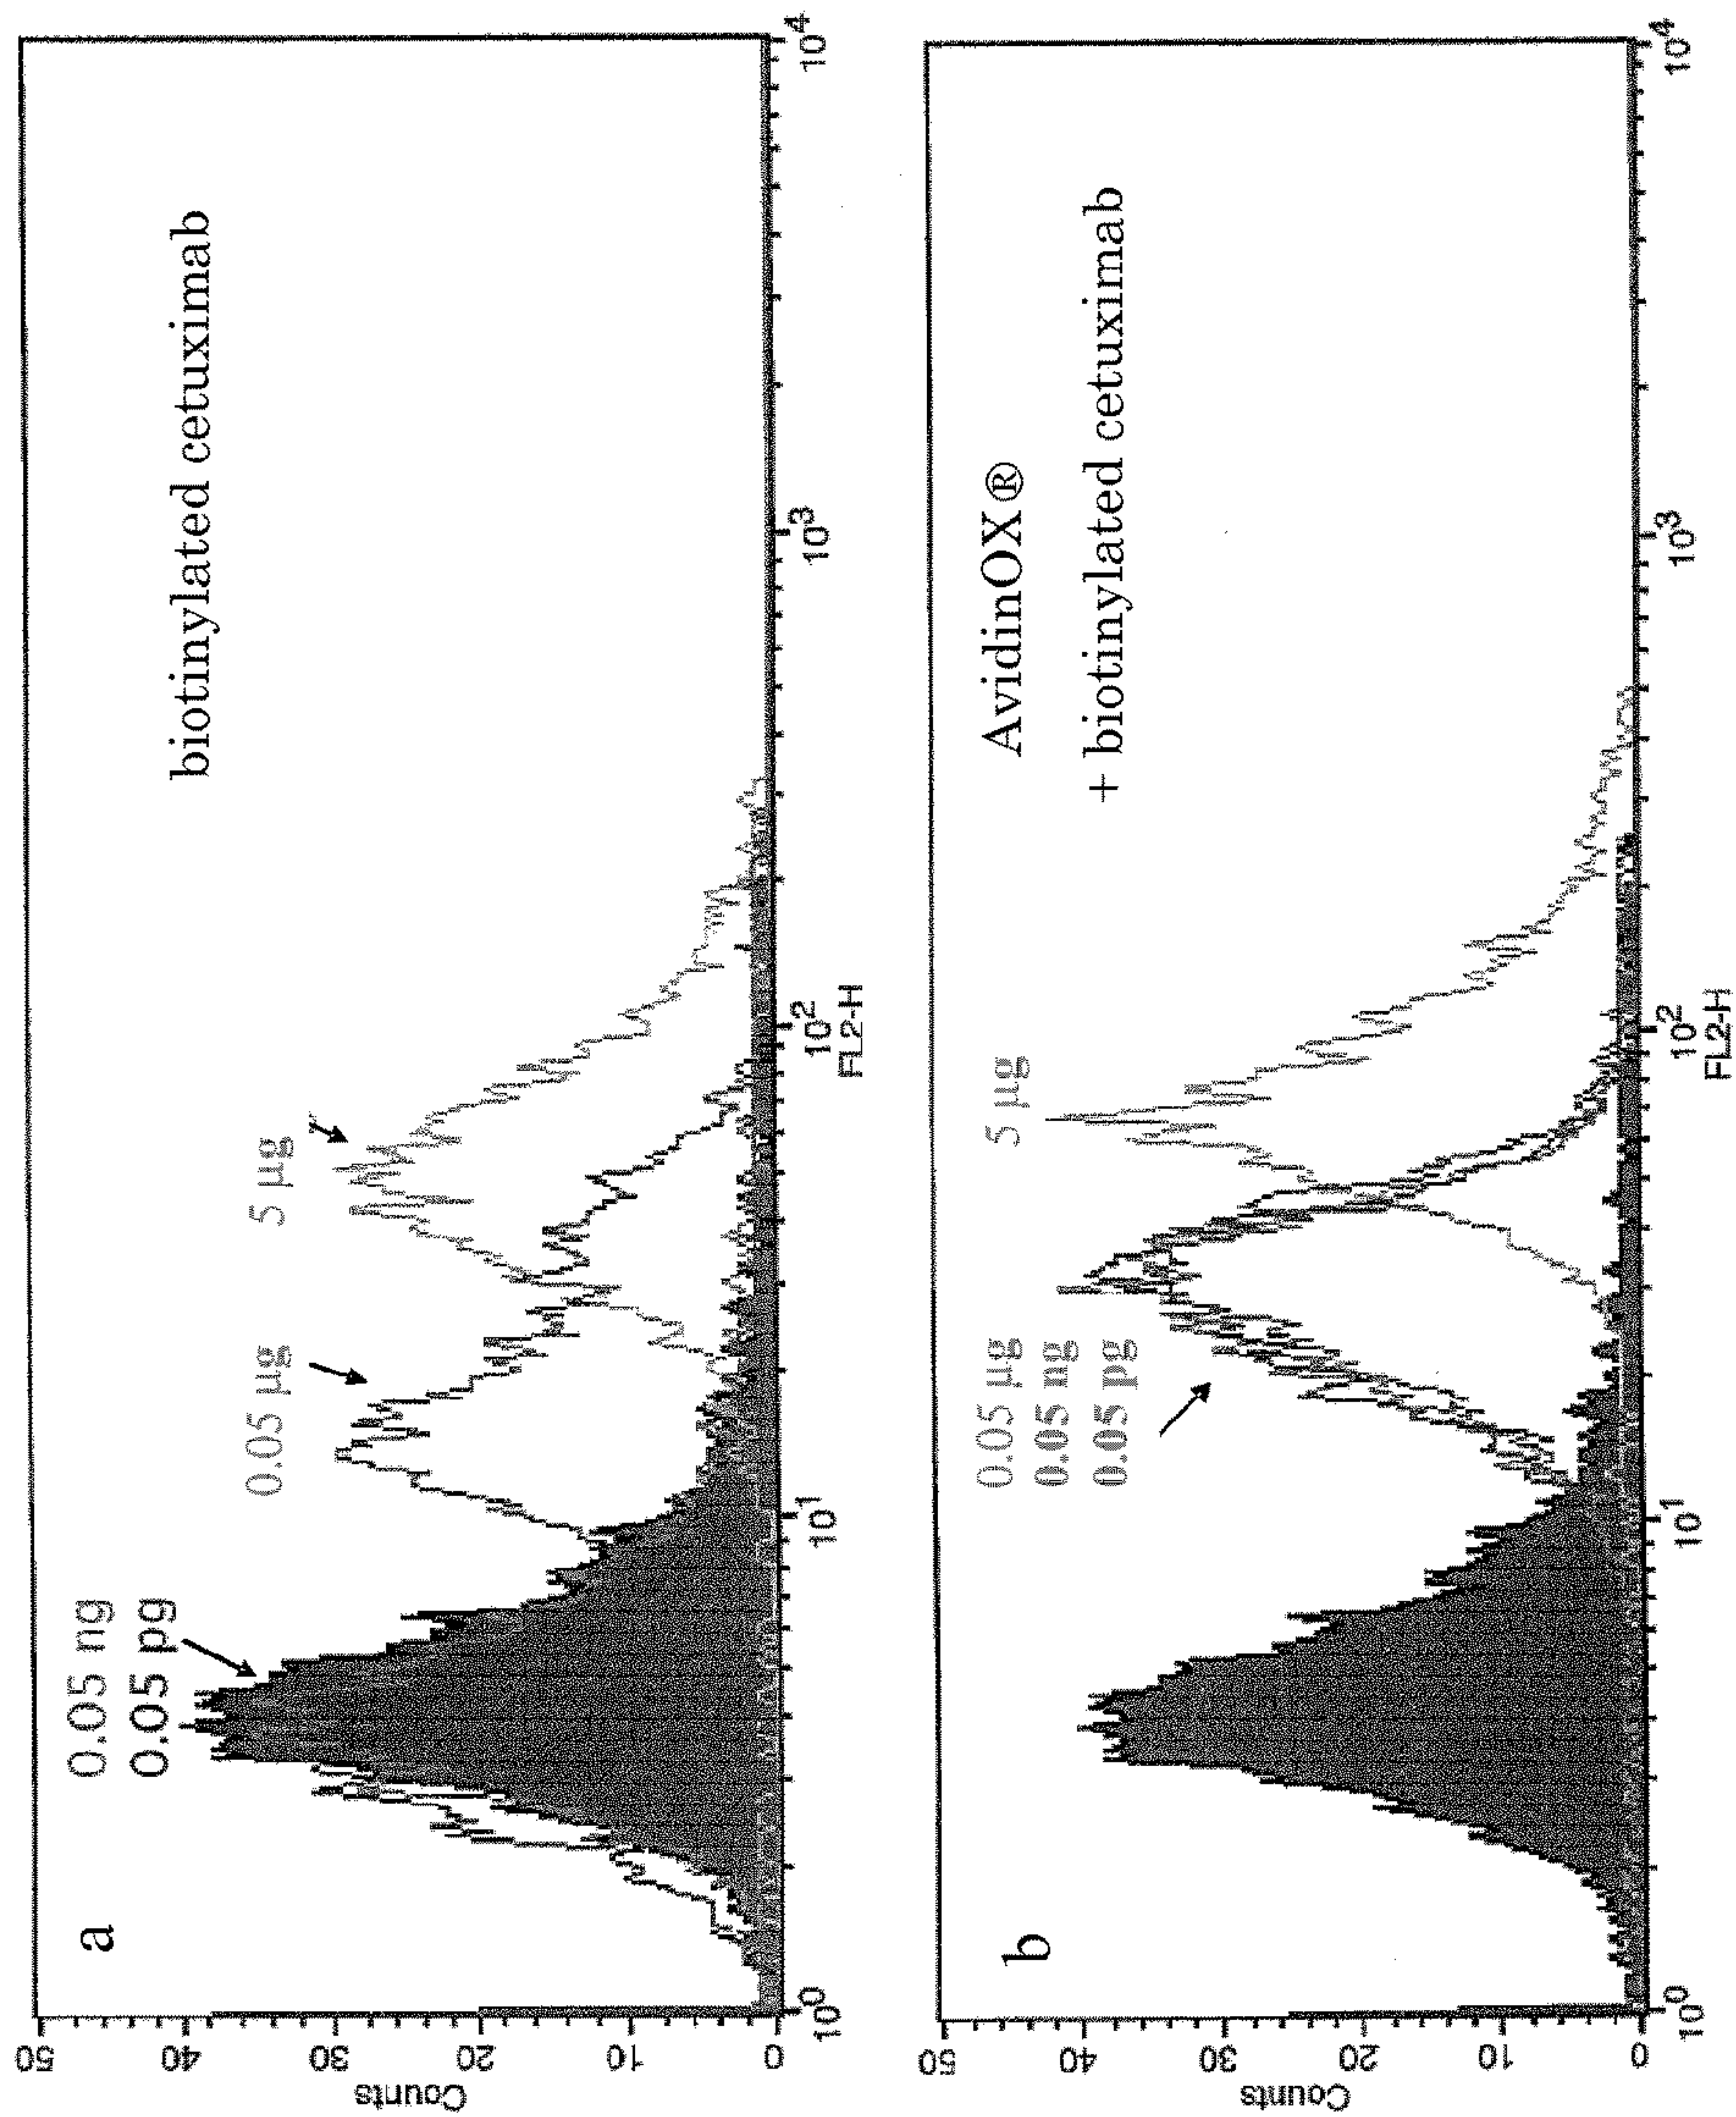 a
biotinylated cetuximab
0.05 ng
0.05 pg
0.05 µg
5 µg
Counts
50
40
30
20
10
0
10⁰
10¹
10²
10³
10⁴
FL2-H
b
AvidinOX®
+ biotinylated cetuximab
0.05 µg
0.05 ng
0.05 pg
5 µg
Counts
50
40
30
20
10
0
10⁰
10¹
10²
10³
10⁴
FL2-H